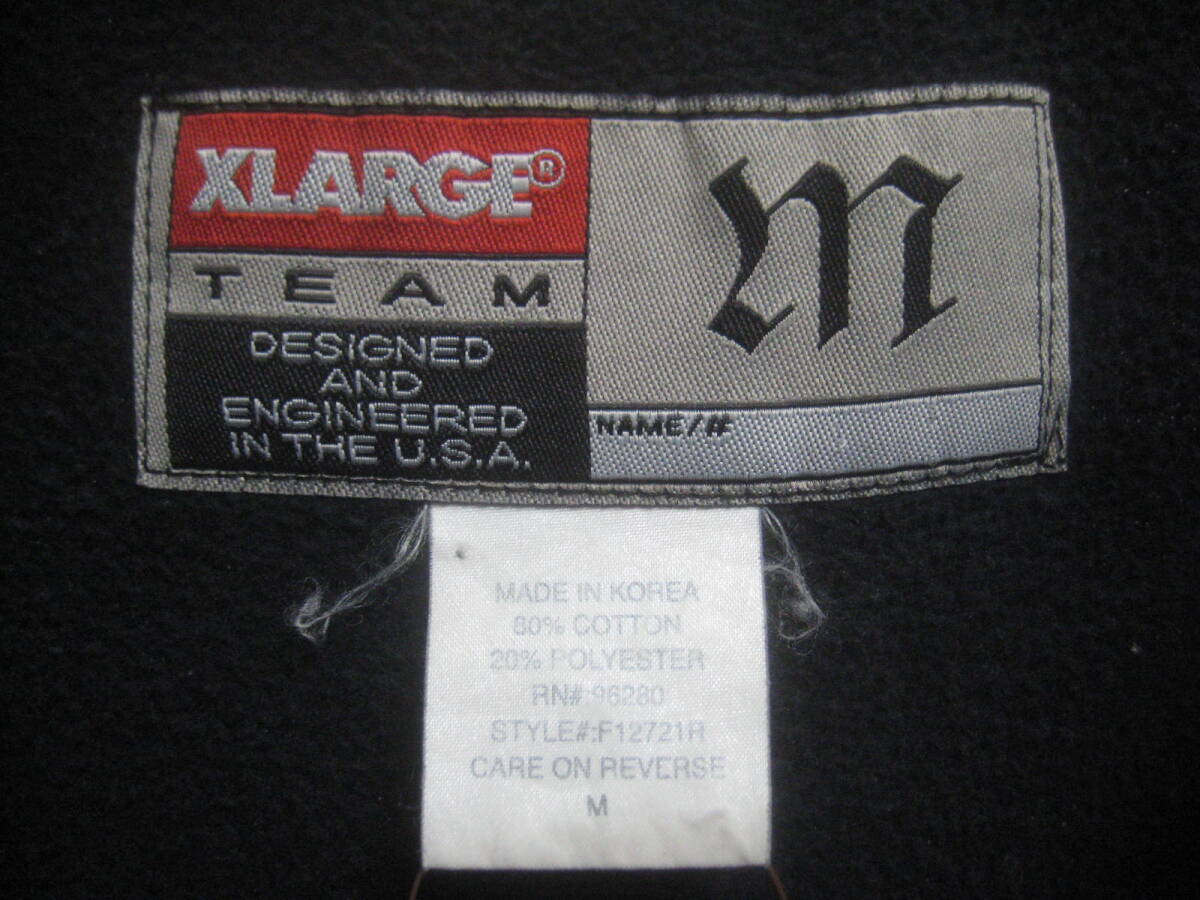 XLARGE®
TEAM
DESIGNED
AND
ENGINEERED
IN THE U.S.A.
M
NAME/#
MADE IN KOREA
80% COTTON
20% POLYESTER
RN#:96280
STYLE#:F12721R
CARE ON REVERSE
M